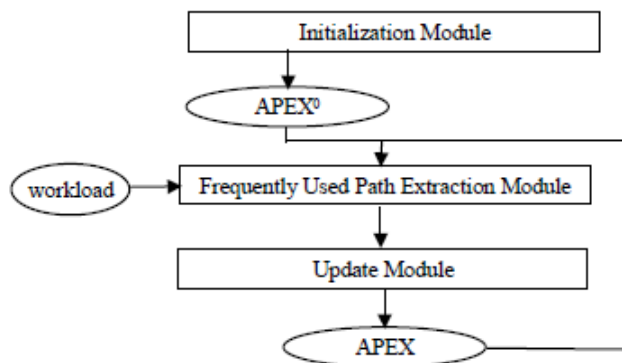 Initialization Module
APEX⁰
workload
Frequently Used Path Extraction Module
Update Module
APEX